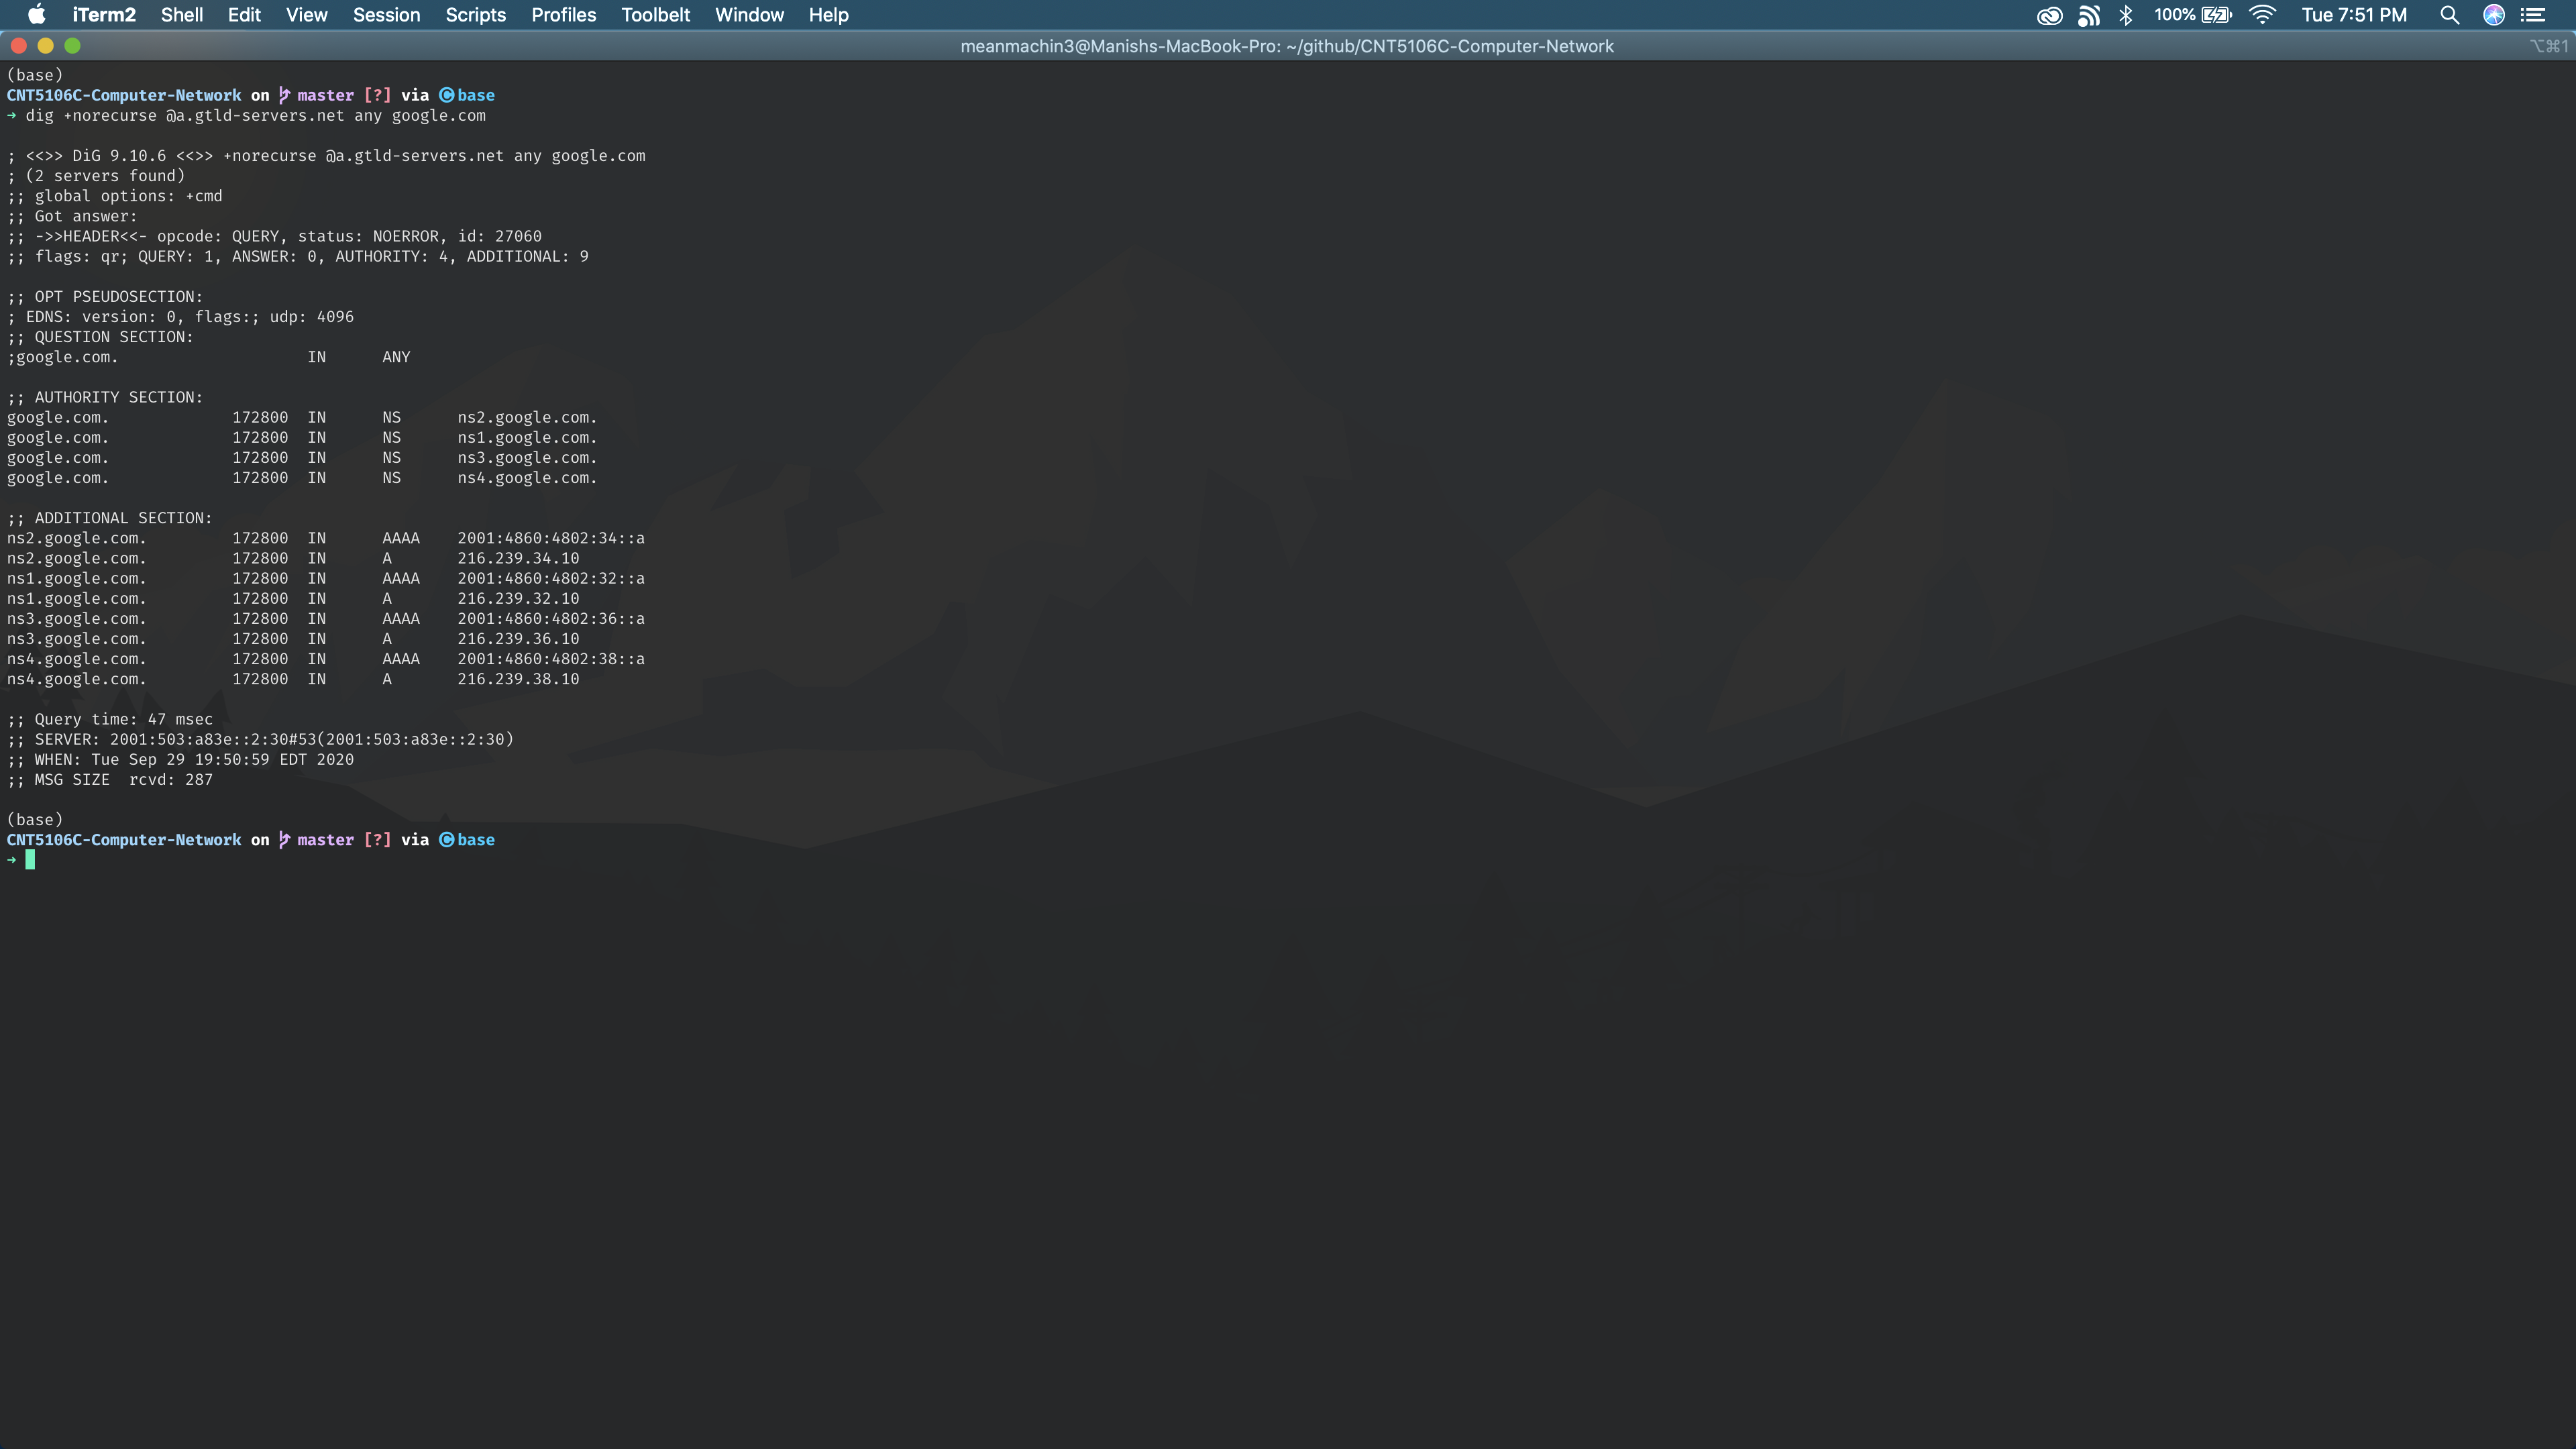 iTerm2 Shell Edit View Session Scripts Profiles Toolbelt Window Help 100% Tue 7:51 PM
meanmachin3@Manishs-MacBook-Pro: ~/github/CNT5106C-Computer-Network ⌥⌘1
(base)
CNT5106C-Computer-Network on master [?] via ©base
→ dig +norecurse @a.gtld-servers.net any google.com

; <<>> DiG 9.10.6 <<>> +norecurse @a.gtld-servers.net any google.com
; (2 servers found)
;; global options: +cmd
;; Got answer:
;; ->>HEADER<<- opcode: QUERY, status: NOERROR, id: 27060
;; flags: qr; QUERY: 1, ANSWER: 0, AUTHORITY: 4, ADDITIONAL: 9

;; OPT PSEUDOSECTION:
; EDNS: version: 0, flags:; udp: 4096
;; QUESTION SECTION:
;google.com. IN ANY

;; AUTHORITY SECTION:
google.com. 172800 IN NS ns2.google.com.
google.com. 172800 IN NS ns1.google.com.
google.com. 172800 IN NS ns3.google.com.
google.com. 172800 IN NS ns4.google.com.

;; ADDITIONAL SECTION:
ns2.google.com. 172800 IN AAAA 2001:4860:4802:34::a
ns2.google.com. 172800 IN A 216.239.34.10
ns1.google.com. 172800 IN AAAA 2001:4860:4802:32::a
ns1.google.com. 172800 IN A 216.239.32.10
ns3.google.com. 172800 IN AAAA 2001:4860:4802:36::a
ns3.google.com. 172800 IN A 216.239.36.10
ns4.google.com. 172800 IN AAAA 2001:4860:4802:38::a
ns4.google.com. 172800 IN A 216.239.38.10

;; Query time: 47 msec
;; SERVER: 2001:503:a83e::2:30#53(2001:503:a83e::2:30)
;; WHEN: Tue Sep 29 19:50:59 EDT 2020
;; MSG SIZE rcvd: 287

(base)
CNT5106C-Computer-Network on master [?] via ©base
→